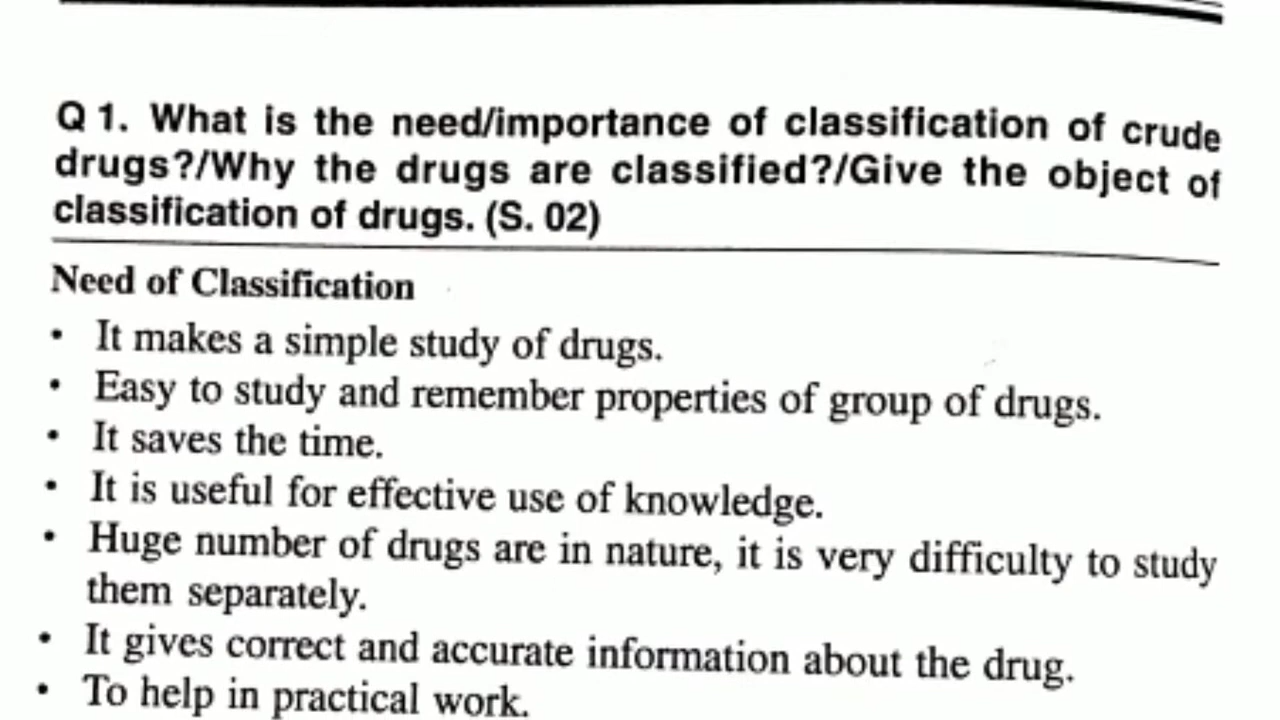 Q 1. What is the need/importance of classification of crude
drugs?/Why the drugs are classified?/Give the object of
classification of drugs. (S. 02)
Need of Classification
• It makes a simple study of drugs.
• Easy to study and remember properties of group of drugs.
• It saves the time.
• It is useful for effective use of knowledge.
• Huge number of drugs are in nature, it is very difficulty to study
them separately.
• It gives correct and accurate information about the drug.
• To help in practical work.